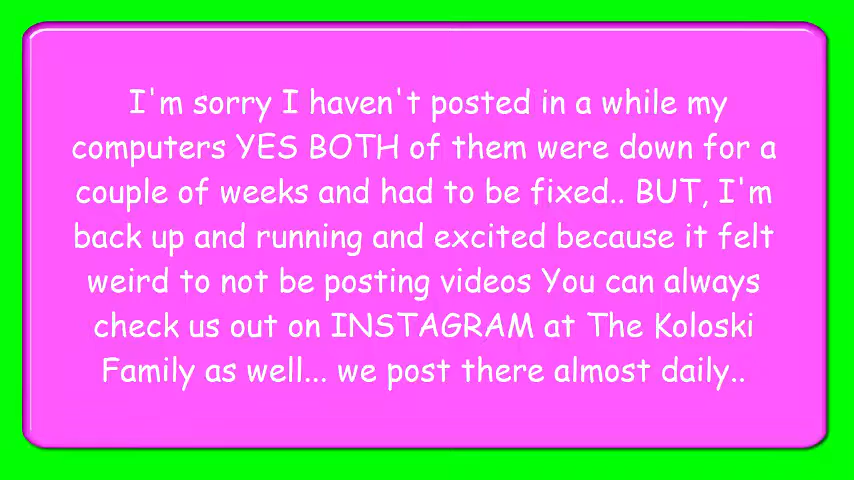 I'm sorry I haven't posted in a while my
computers YES BOTH of them were down for a
couple of weeks and had to be fixed.. BUT, I'm
back up and running and excited because it felt
weird to not be posting videos You can always
check us out on INSTAGRAM at The Koloski
Family as well... we post there almost daily..